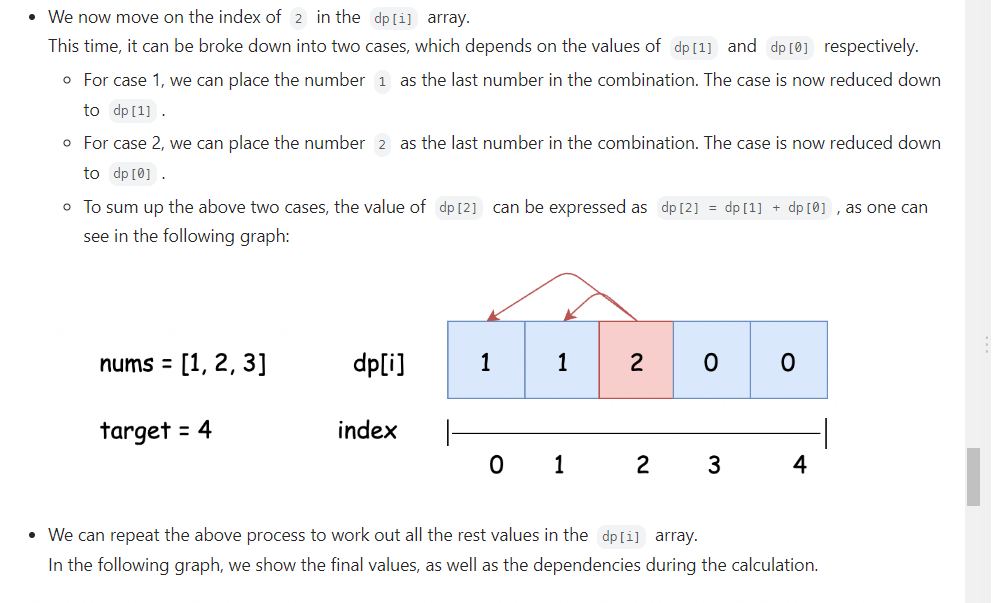 We now move on the index of 2 in the dp[i] array.
This time, it can be broke down into two cases, which depends on the values of dp[1] and dp[0] respectively.
For case 1, we can place the number 1 as the last number in the combination. The case is now reduced down
to dp[1] .
For case 2, we can place the number 2 as the last number in the combination. The case is now reduced down
to dp[0] .
To sum up the above two cases, the value of dp[2] can be expressed as dp[2] = dp[1] + dp[0] , as one can
see in the following graph:
nums = [1, 2, 3] dp[i] 1 1 2 0 0
target = 4 index
0 1 2 3 4
We can repeat the above process to work out all the rest values in the dp[i] array.
In the following graph, we show the final values, as well as the dependencies during the calculation.